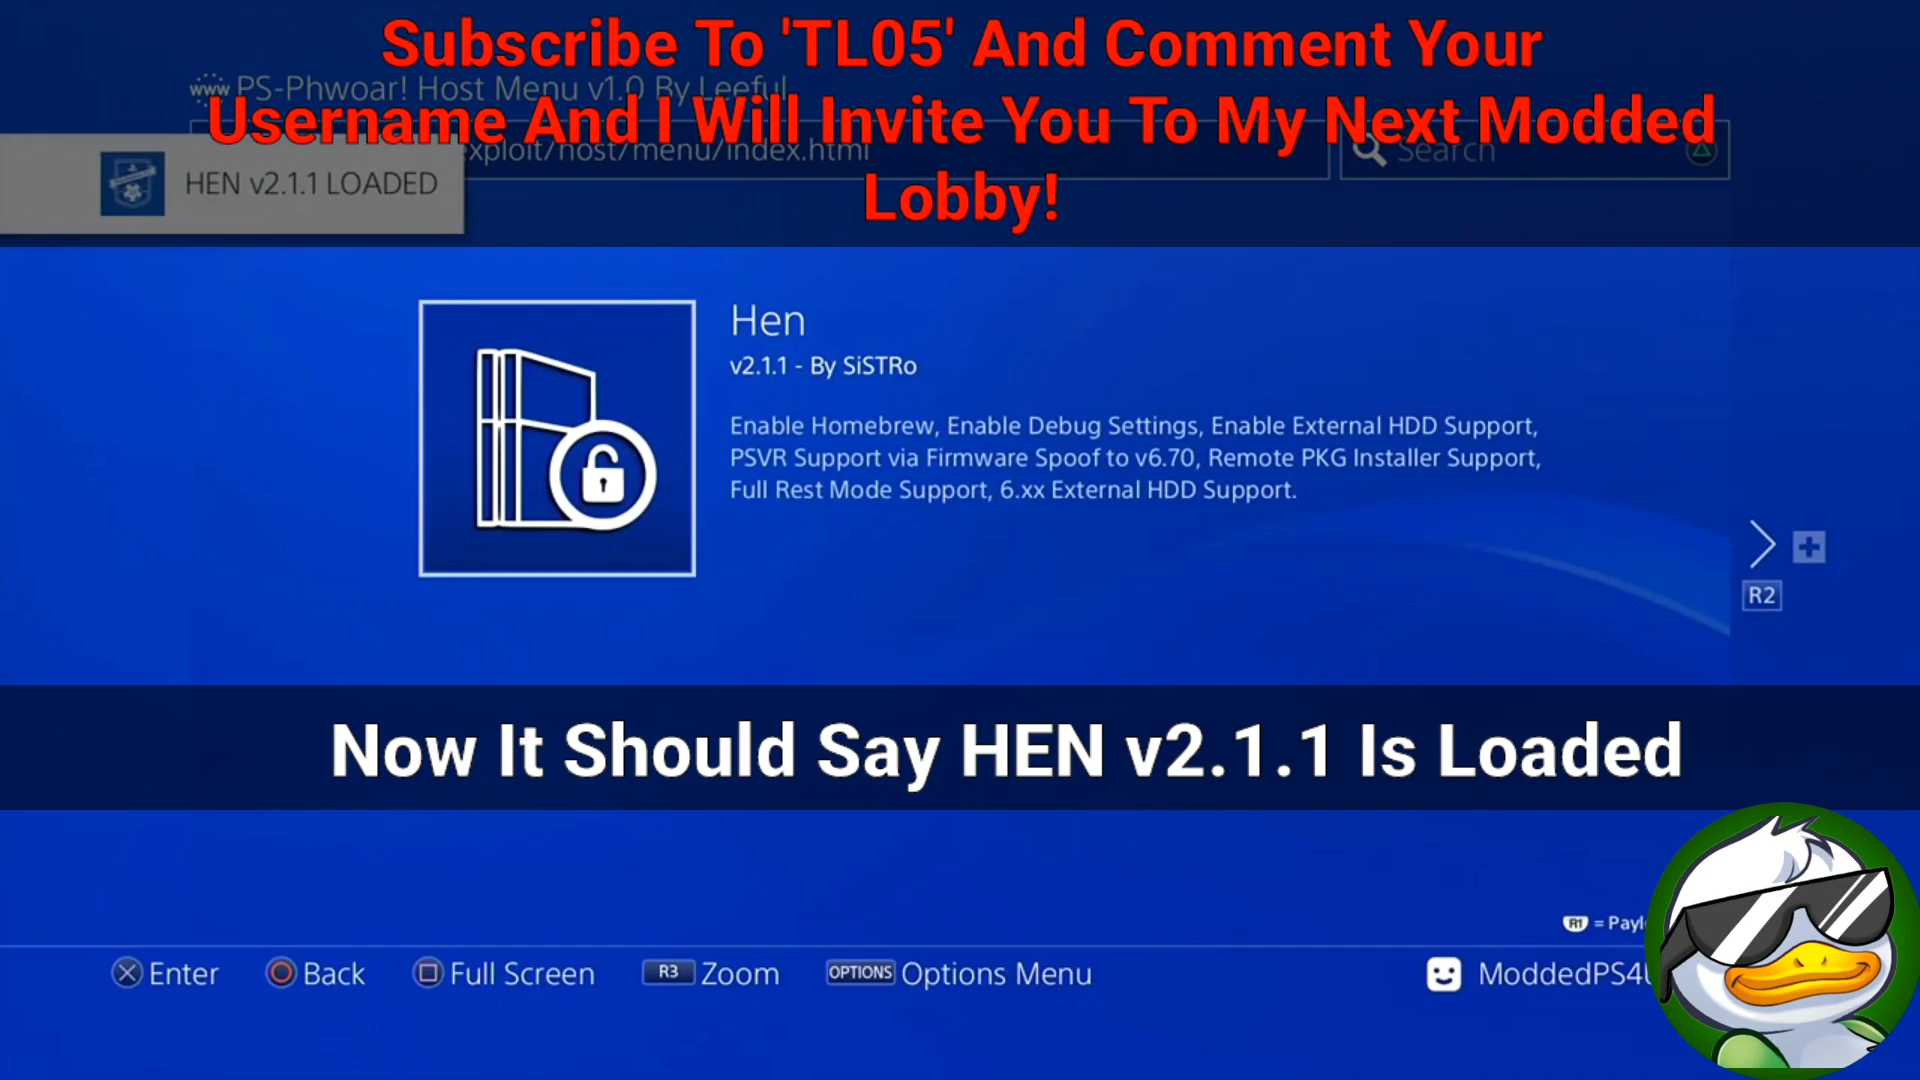 Subscribe To 'TL05' And Comment Your
www PS-Phwoar! Host Menu v1.0 By Leeful
Username And I Will Invite You To My Next Modded
exploit/host/menu/index.html
Search
HEN v2.1.1 LOADED
Lobby!
Hen
v2.1.1 - By SiSTRo
Enable Homebrew, Enable Debug Settings, Enable External HDD Support,
PSVR Support via Firmware Spoof to v6.70, Remote PKG Installer Support,
Full Rest Mode Support, 6.xx External HDD Support.
R2
Now It Should Say HEN v2.1.1 Is Loaded
R1 = Payl
Enter Back Full Screen R3 Zoom OPTIONS Options Menu ModdedPS4